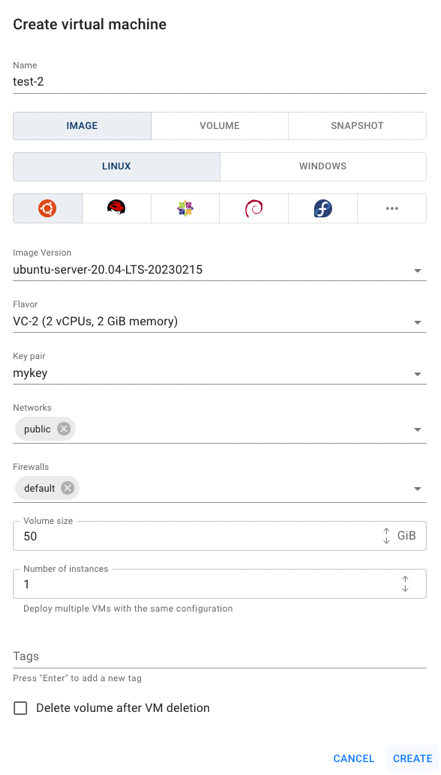 Create virtual machine
Name
test-2
IMAGE VOLUME SNAPSHOT
LINUX WINDOWS
Image Version
ubuntu-server-20.04-LTS-20230215
Flavor
VC-2 (2 vCPUs, 2 GiB memory)
Key pair
mykey
Networks
public
Firewalls
default
Volume size
50 GiB
Number of instances
1
Deploy multiple VMs with the same configuration
Tags
Press "Enter" to add a new tag
Delete volume after VM deletion
CANCEL CREATE